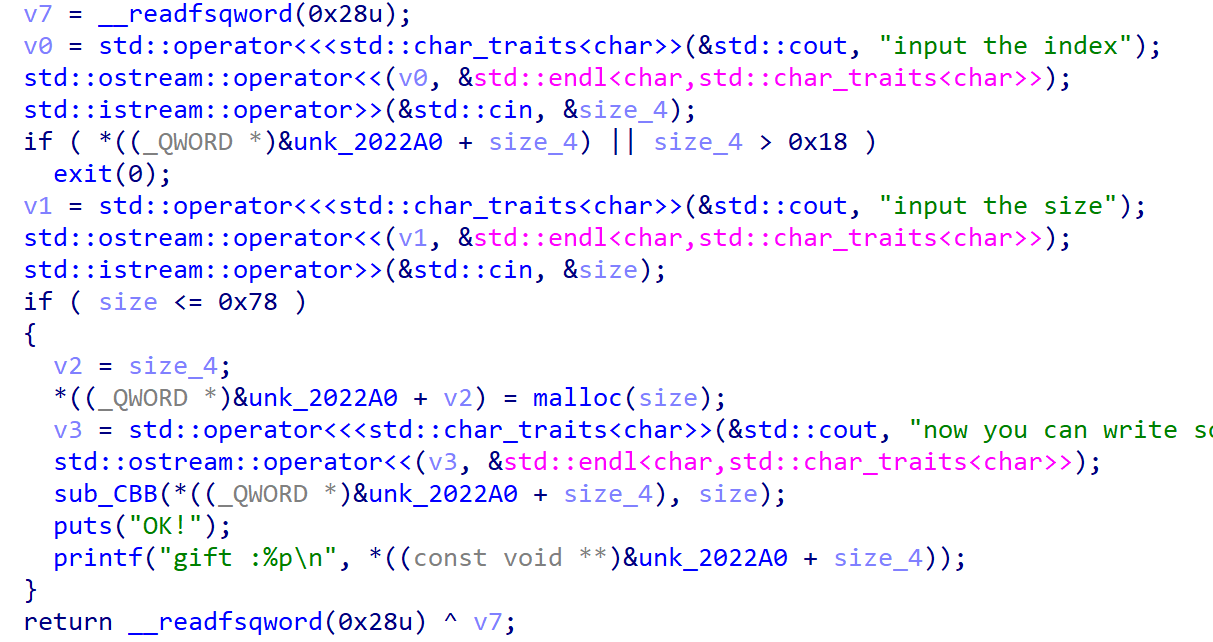 v7 = __readfsqword(0x28u);
v0 = std::operator<<<std::char_traits<char>>(&std::cout, "input the index");
std::ostream::operator<<(v0, &std::endl<char,std::char_traits<char>>);
std::istream::operator>>(&std::cin, &size_4);
if ( *((_QWORD *)&unk_2022A0 + size_4) || size_4 > 0x18 )
exit(0);
v1 = std::operator<<<std::char_traits<char>>(&std::cout, "input the size");
std::ostream::operator<<(v1, &std::endl<char,std::char_traits<char>>);
std::istream::operator>>(&std::cin, &size);
if ( size <= 0x78 )
{
v2 = size_4;
*((_QWORD *)&unk_2022A0 + v2) = malloc(size);
v3 = std::operator<<<std::char_traits<char>>(&std::cout, "now you can write
std::ostream::operator<<(v3, &std::endl<char,std::char_traits<char>>);
sub_CBB(*((_QWORD *)&unk_2022A0 + size_4), size);
puts("OK!");
printf("gift :%p\n", *((const void **)&unk_2022A0 + size_4));
}
return __readfsqword(0x28u) ^ v7;